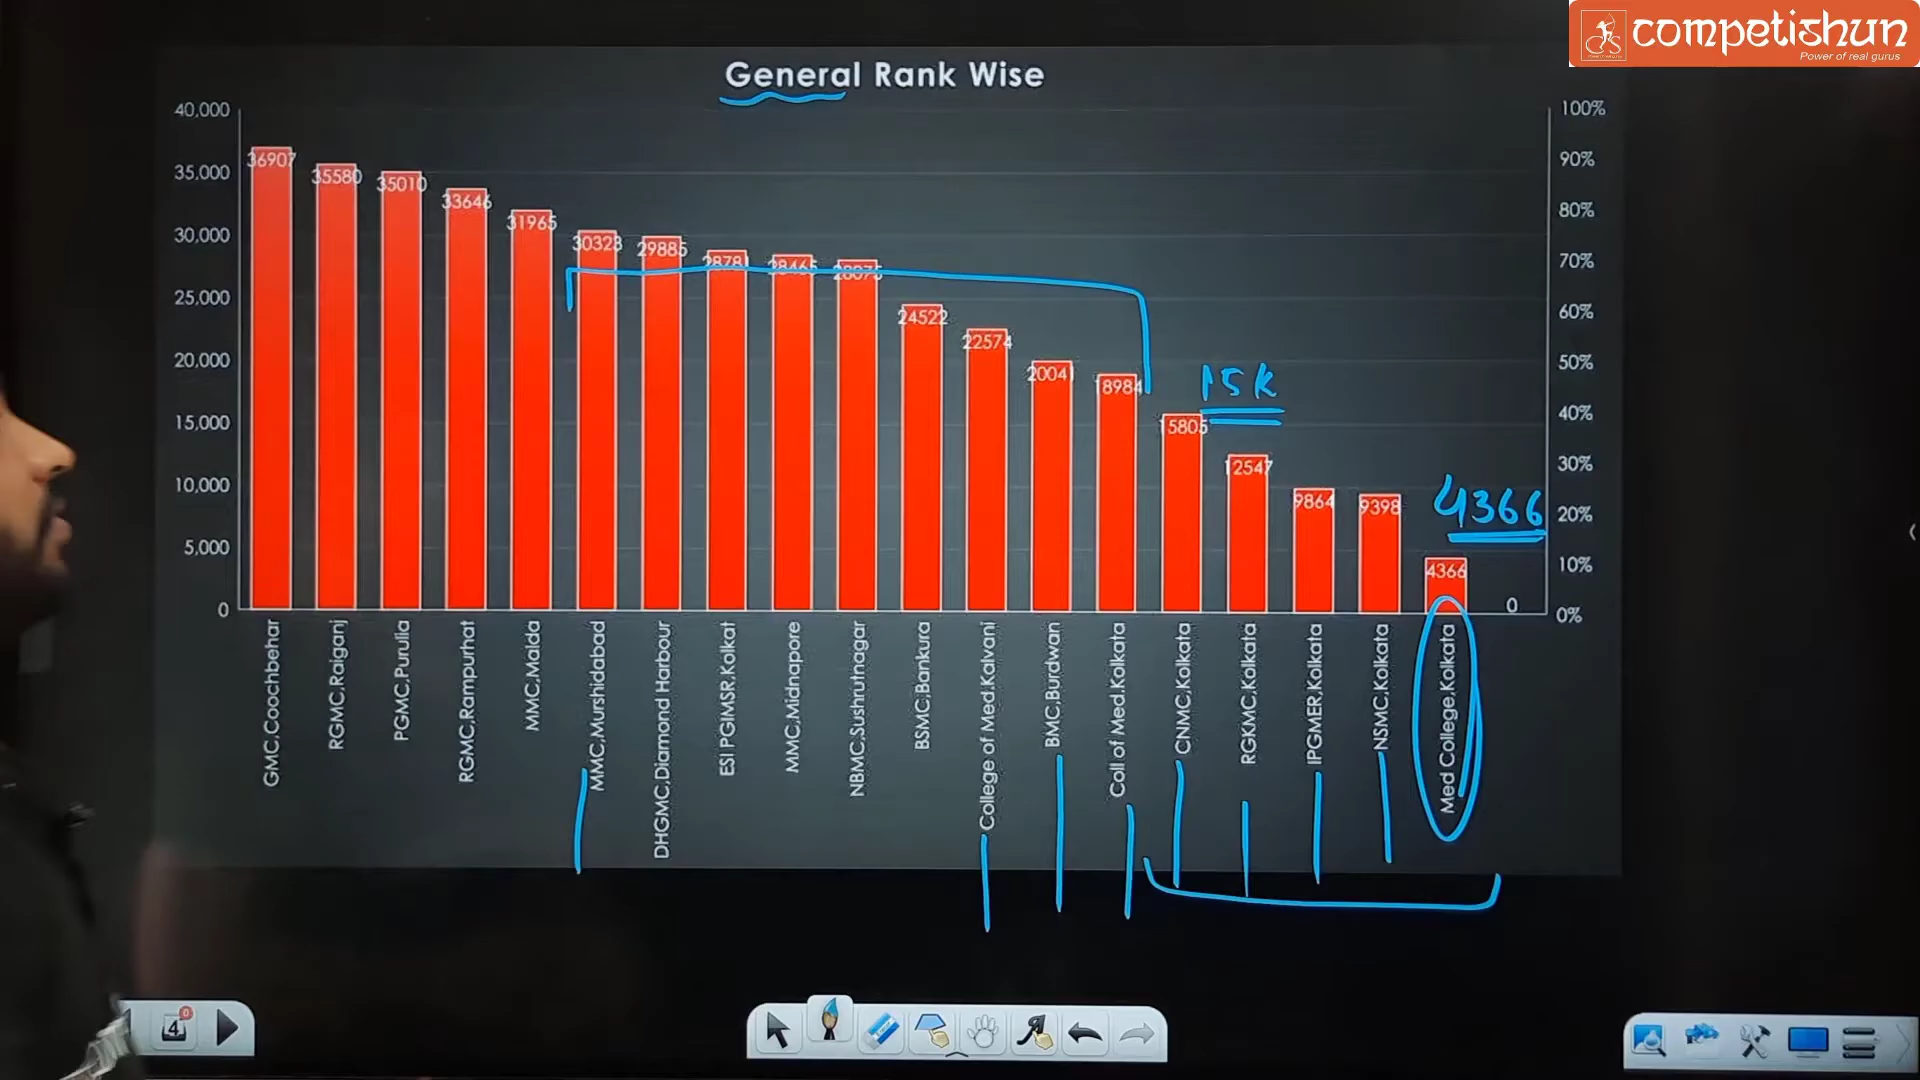 competishun
Power of real gurus
General Rank Wise
40,000
35,000
30,000
25,000
20,000
15,000
10,000
5,000
0
100%
90%
80%
70%
60%
50%
40%
30%
20%
10%
0%
36907
35580
35010
33646
31965
30323
29885
28781
28465
28075
24522
22574
20041
18984
15805
12547
9864
9398
4366
0
15k
4366
GMC,Coochbehar
RGMC,Raiganj
PGMC,Purulia
RGMC,Rampurhat
MMC,Malda
MMC,Murshidabad
DHGMC,Diamond Harbour
ESI PGIMSR,Kolkat
MMC,Midnapore
NBMC,Sushrutnagar
BSMC,Bankura
College of Med.Kalyani
BMC,Burdwan
Coll of Med.Kolkata
CNMC,Kolkata
RGKMC,Kolkata
IPGMER,Kolkata
NSMC,Kolkata
Med College,Kolkata
4
0